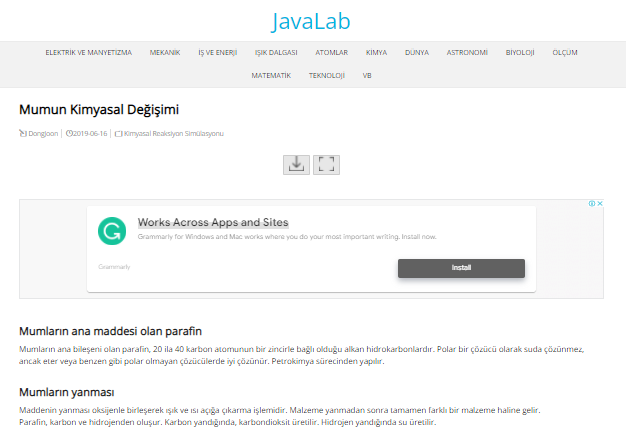 JavaLab
ELEKTRİK VE MANYETİZMA MEKANİK İŞ VE ENERJİ IŞIK DALGASI ATOMLAR KİMYA DÜNYA ASTRONOMİ BİYOLOJİ ÖLÇÜM
MATEMATİK TEKNOLOJİ VB
Mumun Kimyasal Değişimi
Dongjoon 2019-06-16 Kimyasal Reaksiyon Simülasyonu
Works Across Apps and Sites
Grammarly for Windows and Mac works where you do your most important writing. Install now.
Grammarly
Install
Mumların ana maddesi olan parafin
Mumların ana bileşeni olan parafin, 20 ila 40 karbon atomunun bir zincirle bağlı olduğu alkan hidrokarbonlardır. Polar bir çözücü olarak suda çözünmez,
ancak eter veya benzen gibi polar olmayan çözücülerde iyi çözünür. Petrokimya sürecinden yapılır.
Mumların yanması
Maddenin yanması oksijenle birleşerek ışık ve ısı açığa çıkarma işlemidir. Malzeme yanmadan sonra tamamen farklı bir malzeme haline gelir.
Parafin, karbon ve hidrojenden oluşur. Karbon yandığında, karbondioksit üretilir. Hidrojen yandığında su üretilir.